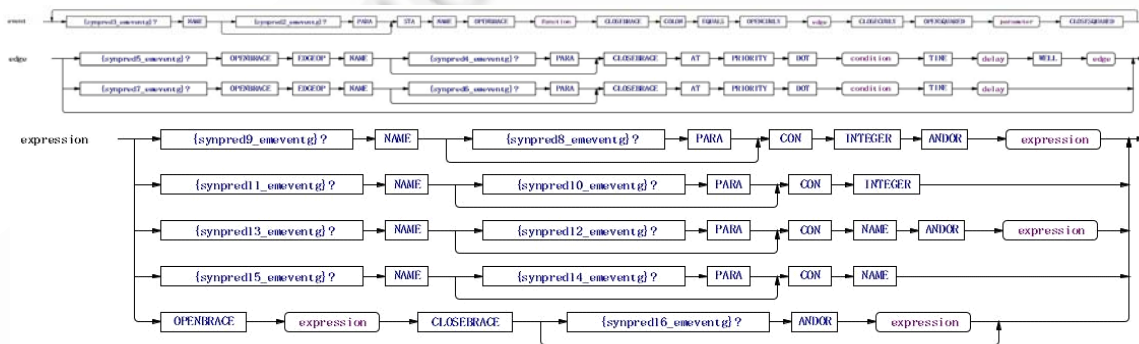 event {synpred3_emeventg}? NAME {synpred2_emeventg}? PARA STA NAME OPENBRACE function CLOSEBRACE COLON EQUALS OPENCURLY edge CLOSECURLY OPENSQUARED parameter CLOSESQUARED
edge {synpred5_emeventg}? OPENBRACE EDGEOP NAME {synpred4_emeventg}? PARA CLOSEBRACE AT PRIORITY DOT condition TIME delay WELL edge
{synpred7_emeventg}? OPENBRACE EDGEOP NAME {synpred6_emeventg}? PARA CLOSEBRACE AT PRIORITY DOT condition TIME delay
expression {synpred9_emeventg}? NAME {synpred8_emeventg}? PARA CON INTEGER ANDOR expression
{synpred11_emeventg}? NAME {synpred10_emeventg}? PARA CON INTEGER
{synpred13_emeventg}? NAME {synpred12_emeventg}? PARA CON NAME ANDOR expression
{synpred15_emeventg}? NAME {synpred14_emeventg}? PARA CON NAME
OPENBRACE expression CLOSEBRACE {synpred16_emeventg}? ANDOR expression